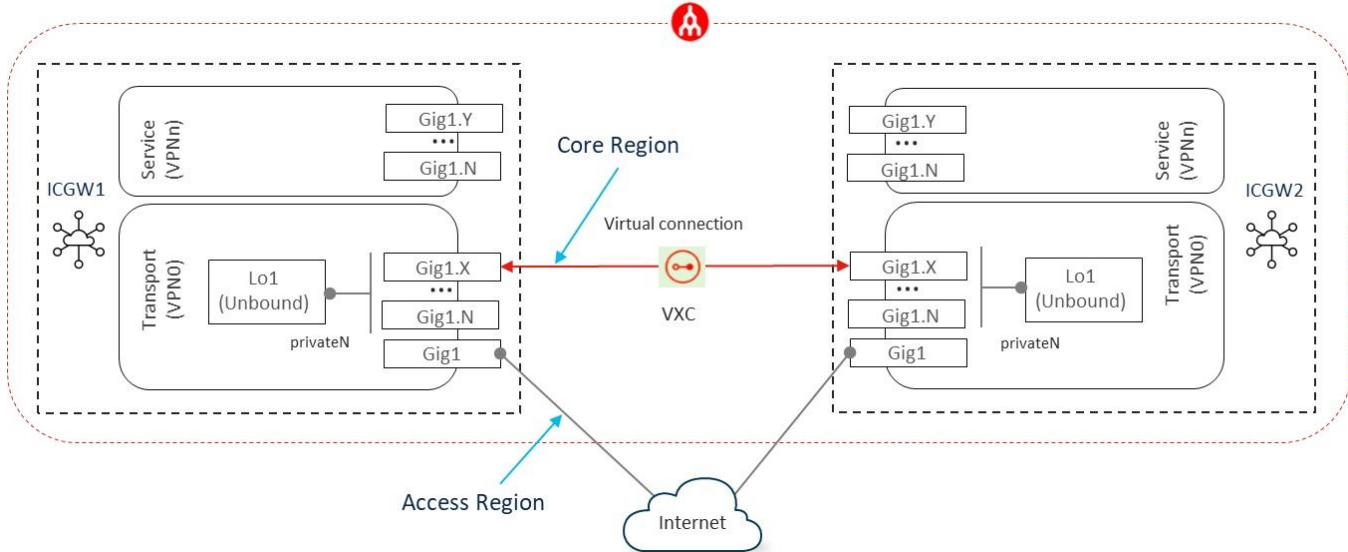 Gig1.Y
...
Gig1.N
Service
(VPNn)
ICGW1
Transport
(VPN0)
Lo1
(Unbound)
privateN
Gig1.X
...
Gig1.N
Gig1
Core Region
Virtual connection
VXC
Access Region
Internet
Gig1.Y
...
Gig1.N
Service
(VPNn)
ICGW2
Gig1.X
...
Gig1.N
Gig1
Lo1
(Unbound)
privateN
Transport
(VPN0)